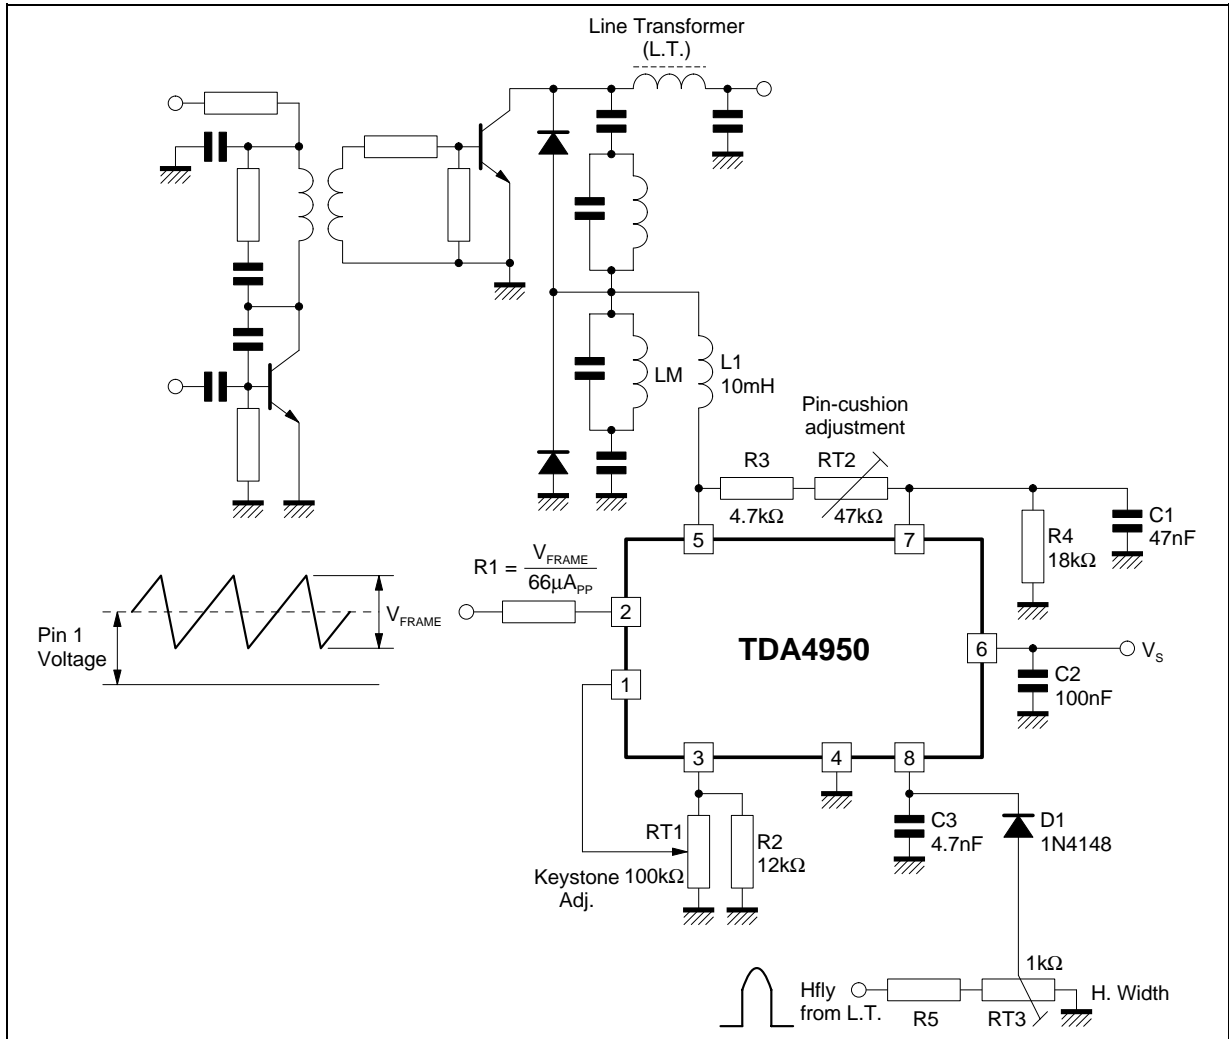 Line Transformer
(L.T.)
LM
L1
10mH
Pin-cushion
adjustment
R3
RT2
4.7kΩ
47kΩ
C1
47nF
R4
18kΩ
R1 = V_FRAME / 66µA_PP
V_FRAME
Pin 1
Voltage
5
7
2
1
6
3
4
8
TDA4950
V_S
C2
100nF
RT1
100kΩ
Keystone
Adj.
R2
12kΩ
C3
4.7nF
D1
1N4148
1kΩ
Hfly
from L.T.
R5
RT3
H. Width